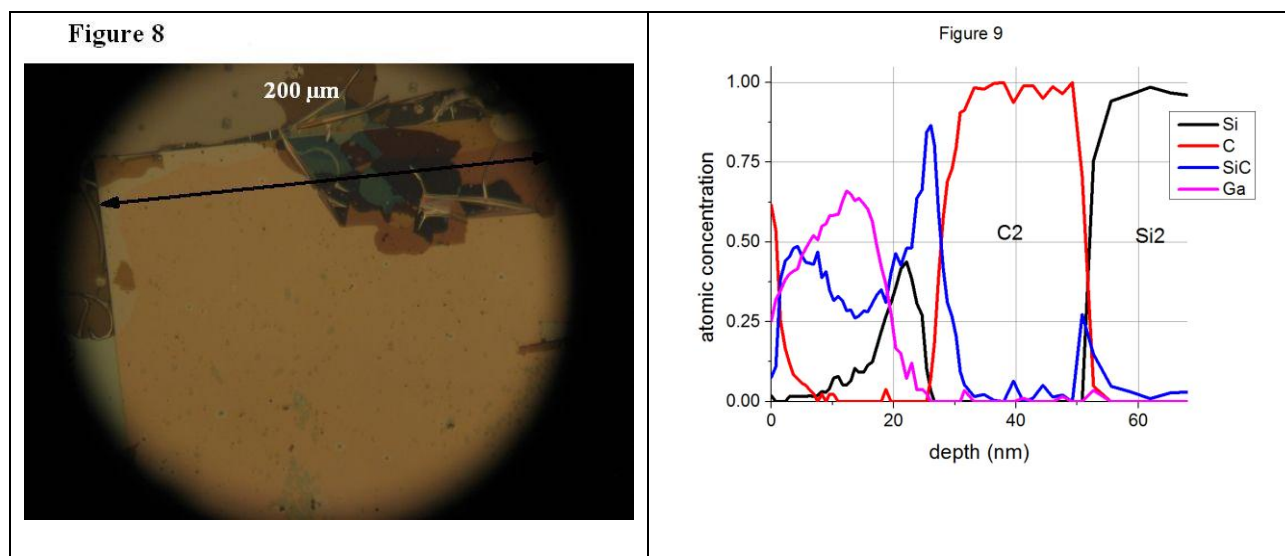 Figure 8
200 µm
Figure 9
1.00
0.75
0.50
0.25
0.00
atomic concentration
Si
C
SiC
Ga
C2
Si2
0
20
40
60
depth (nm)